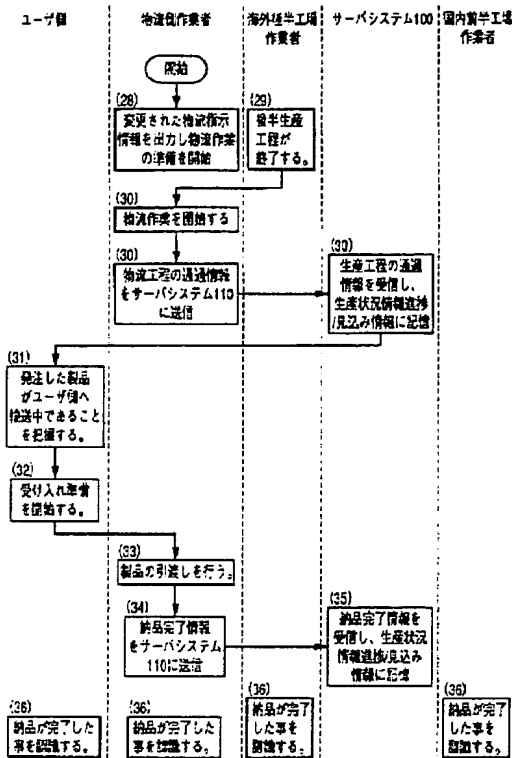 ユーザ側
物流側作業者
海外後半工場
作業者
サーバシステム100
国内前半工場
作業者
開始
(28)
変更された物流指示
情報を出力し物流作業
の準備を開始
(29)
後半生産
工程が
終了する。
(30)
物流作業を開始する
(30)
物流工程の通過情報
をサーバシステム110
に送信
(30)
生産工程の通過
情報を受信し、
生産状況情報進捗
/見込み情報に記憶
(31)
発注した製品
がユーザ側へ
輸送中であること
を把握する。
(32)
受け入れ準備
を開始する。
(33)
製品の引渡しを行う。
(34)
納品完了情報
をサーバシステム
110に送信
(35)
納品完了情報を
受信し、生産状況
情報進捗/見込み
情報に記憶
(36)
納品が完了した
事を認識する。
(36)
納品が完了した
事を認識する。
(36)
納品が完了し
た事を
認識する。
(36)
納品が完了
した事を
認識する。